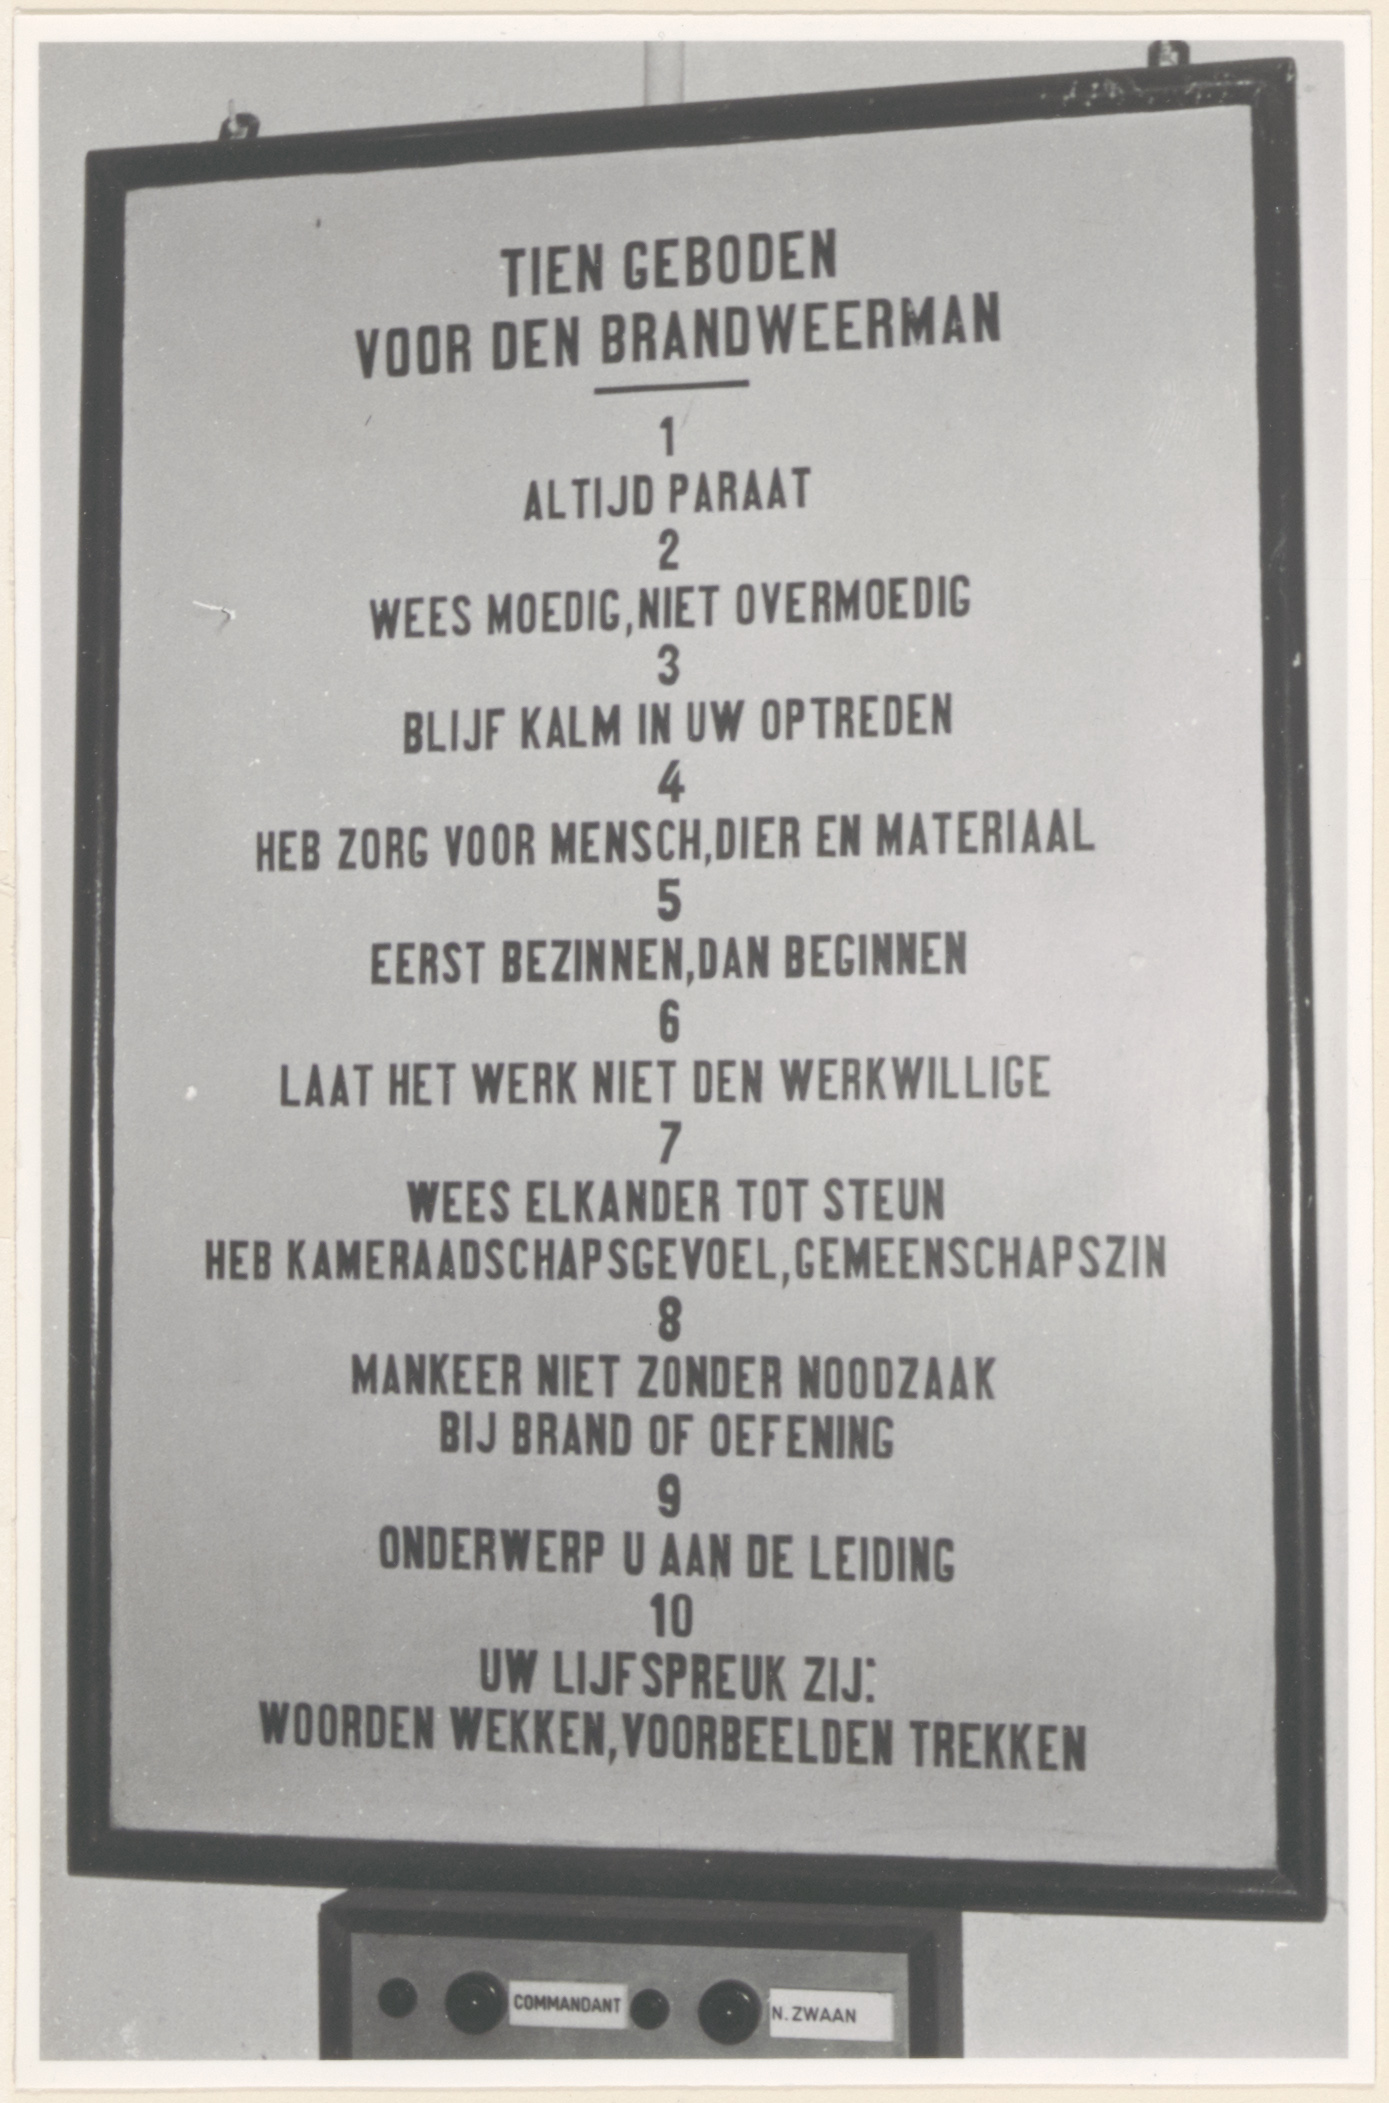 TIEN GEBODEN
VOOR DEN BRANDWEERMAN
1
ALTIJD PARAAT
2
WEES MOEDIG, NIET OVERMOEDIG
3
BLIJF KALM IN UW OPTREDEN
4
HEB ZORG VOOR MENSCH, DIER EN MATERIAAL
5
EERST BEZINNEN, DAN BEGINNEN
6
LAAT HET WERK NIET DEN WERKWILLIGE
7
WEES ELKANDER TOT STEUN
HEB KAMERAADSCHAPSGEVOEL, GEMEENSCHAPSZIN
8
MANKEER NIET ZONDER NOODZAAK
BIJ BRAND OF OEFENING
9
ONDERWERP U AAN DE LEIDING
10
UW LIJFSPREUK ZIJ:
WOORDEN WEKKEN, VOORBEELDEN TREKKEN
COMMANDANT
N. ZWAAN